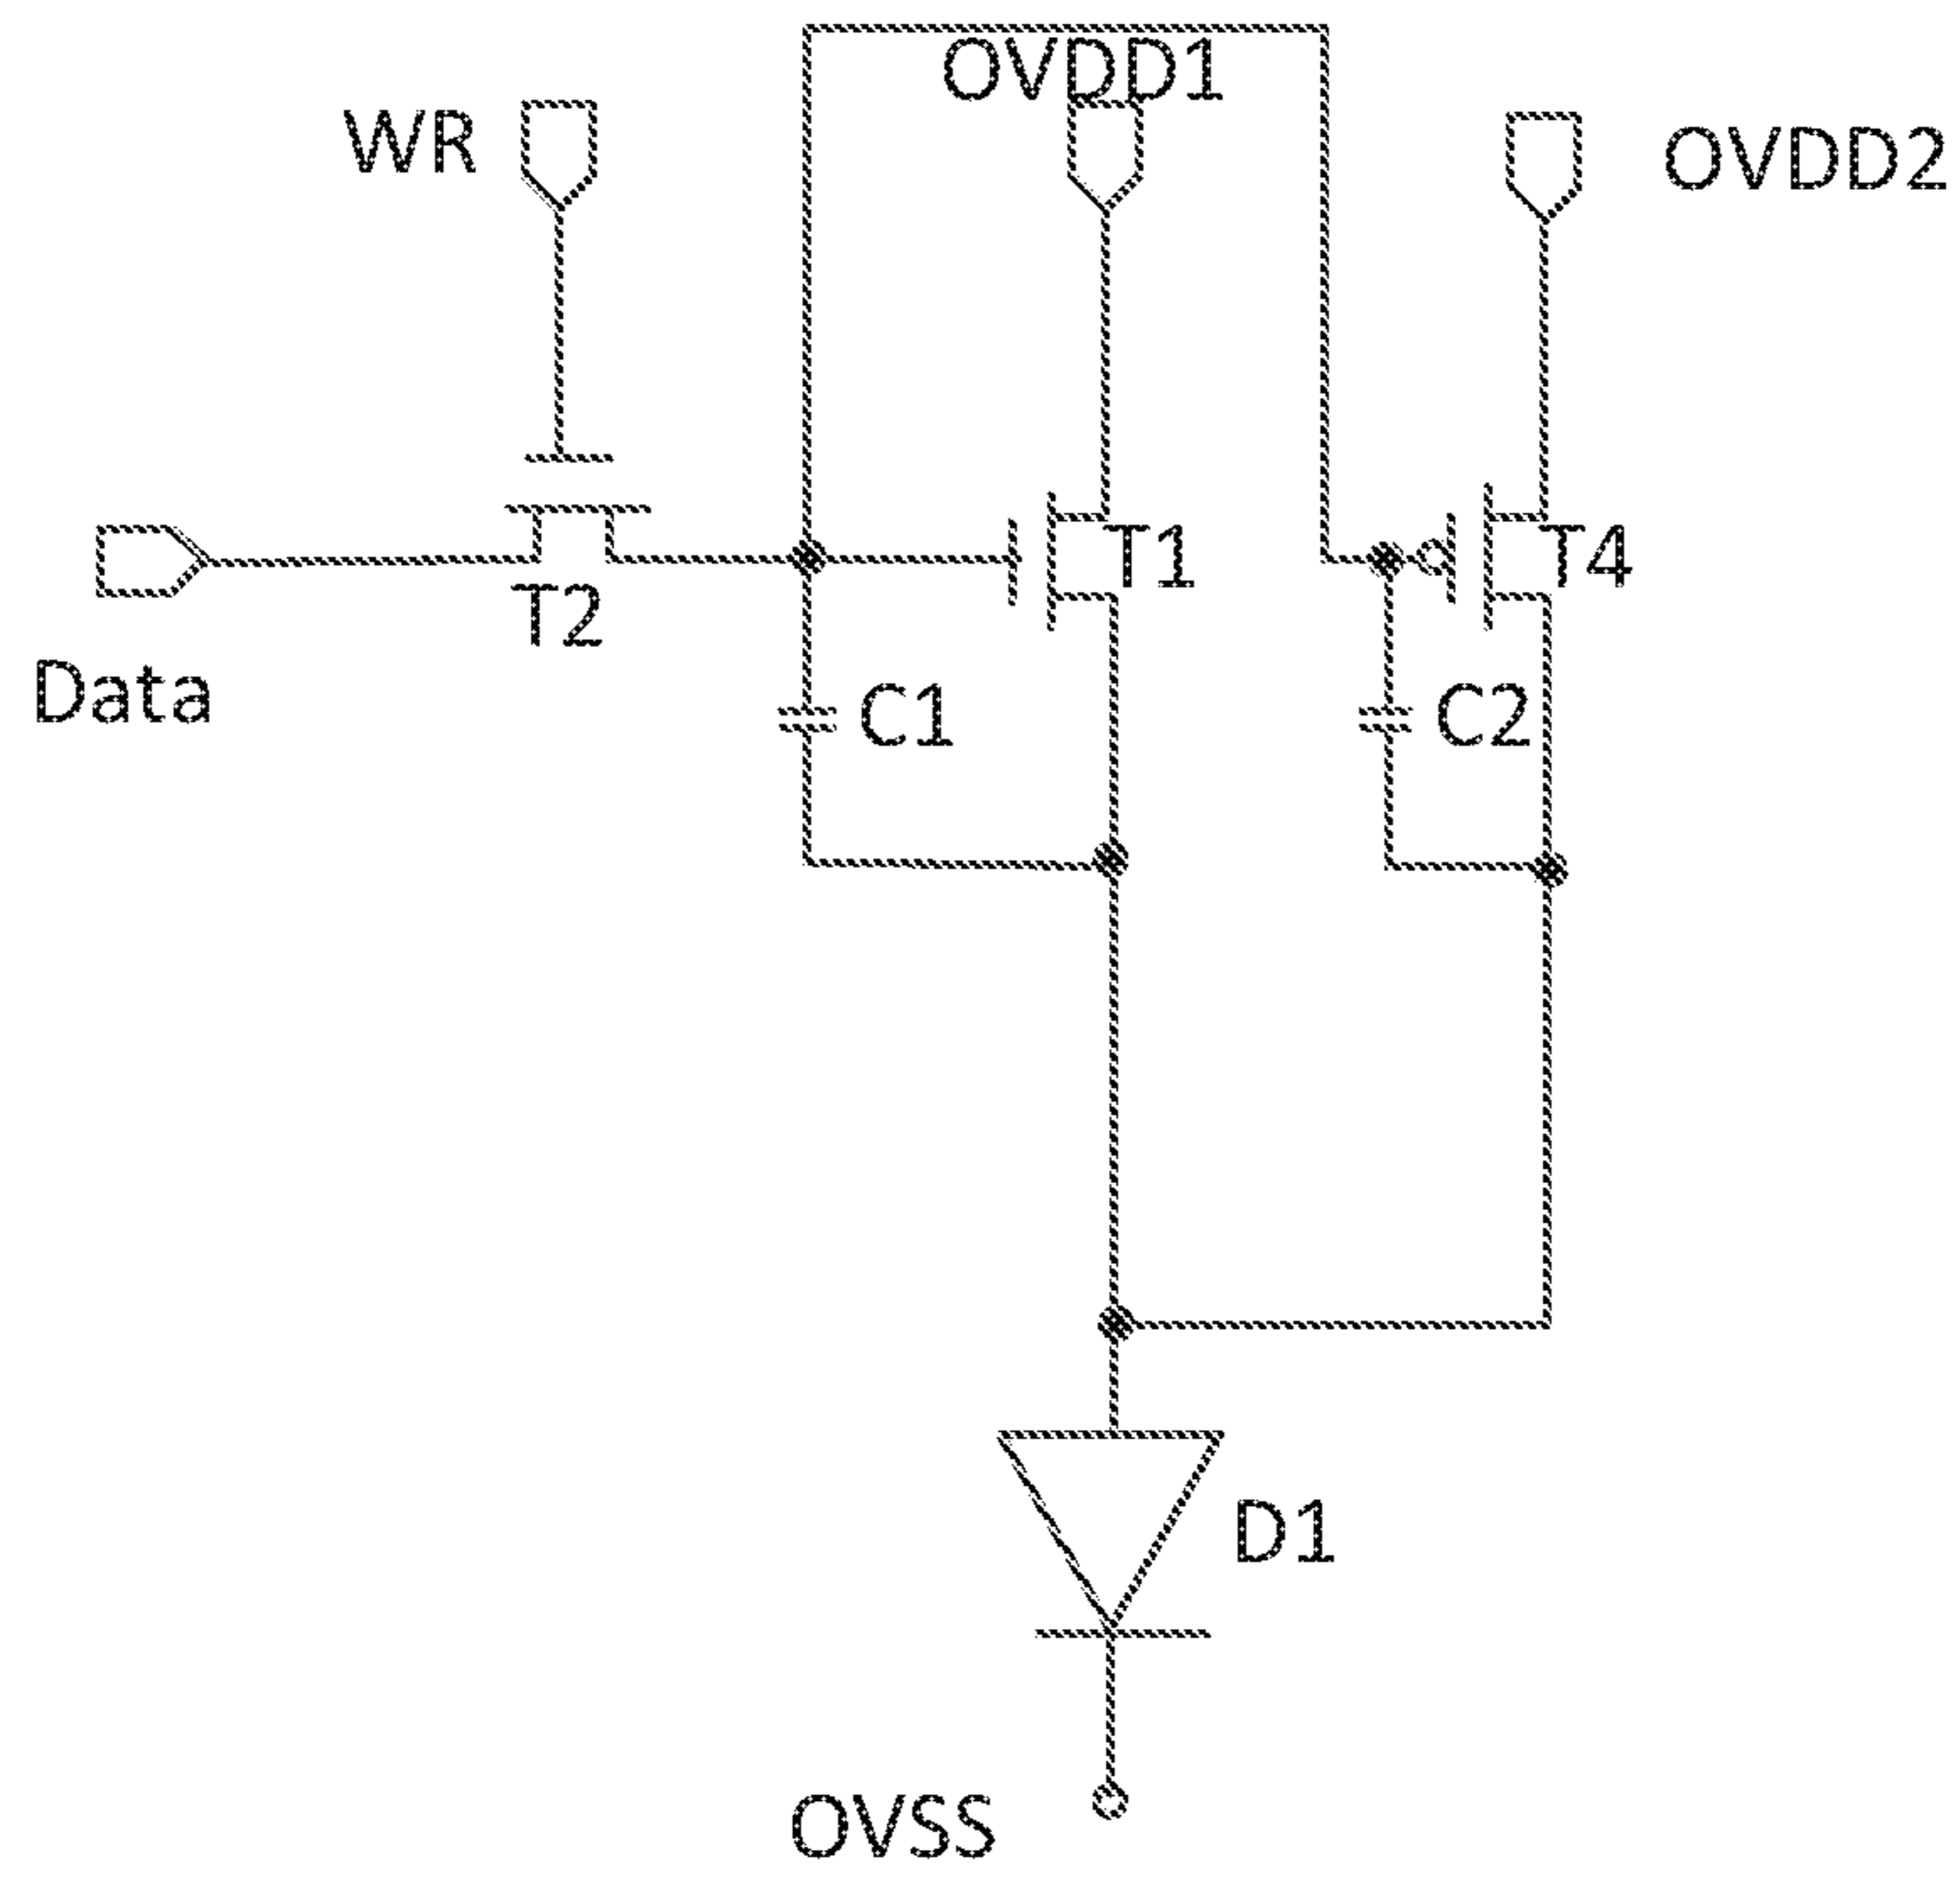 OVDD1
WR
OVDD2
T1
T4
T2
Data
C1
C2
D1
OVSS